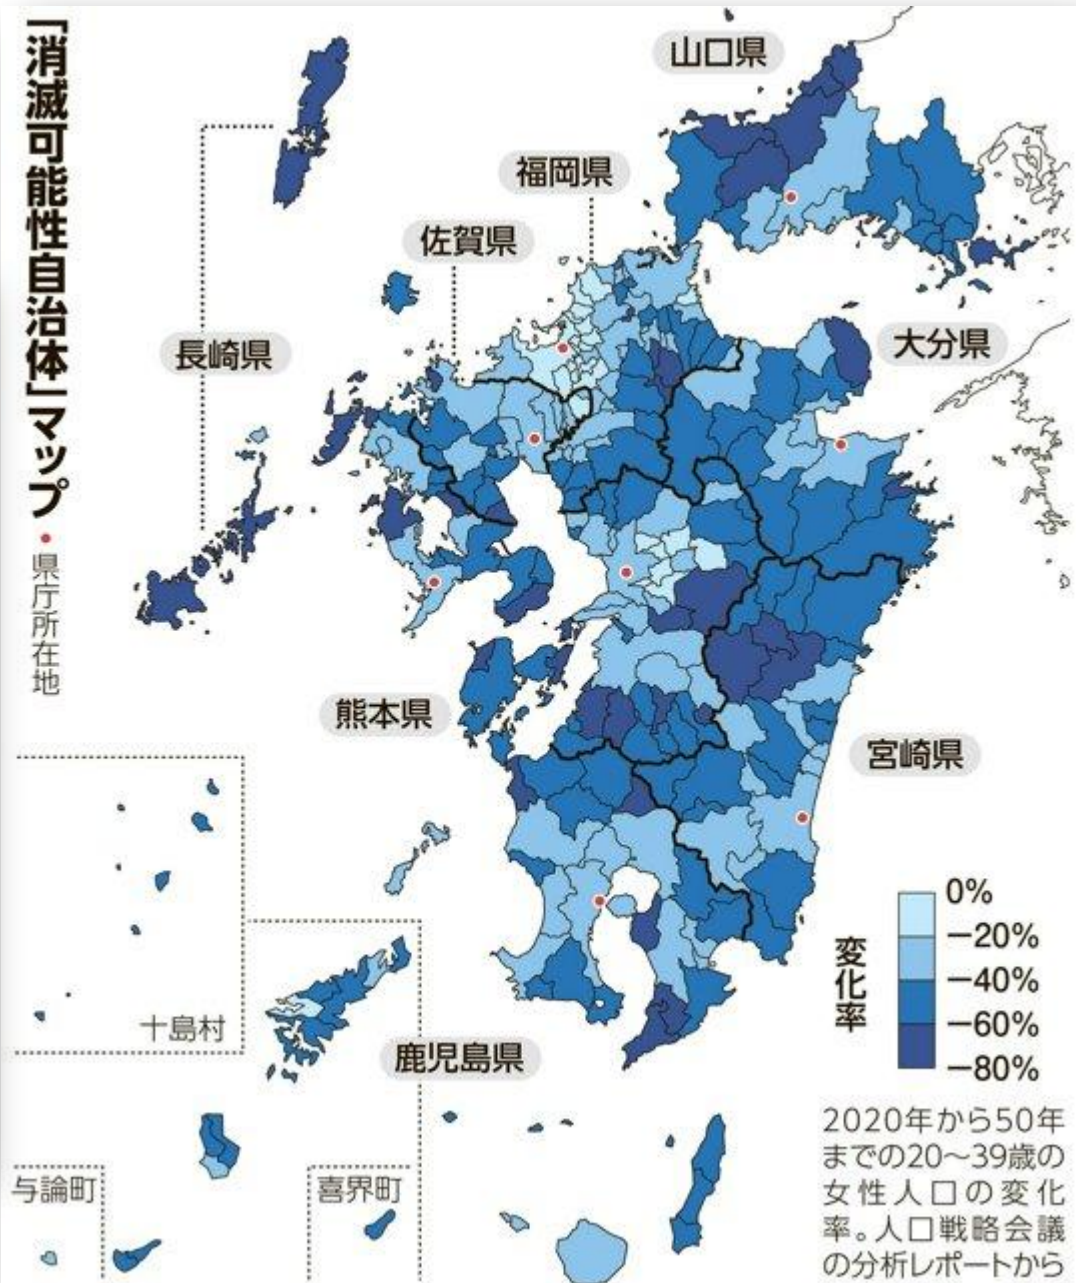 「消滅可能性自治体」マップ
●県庁所在地
山口県
福岡県
佐賀県
長崎県
大分県
熊本県
宮崎県
鹿児島県
十島村
与論町
喜界町
変化率
0%
−20%
−40%
−60%
−80%
2020年から50年
までの20〜39歳の
女性人口の変化
率。人口戦略会議
の分析レポートから